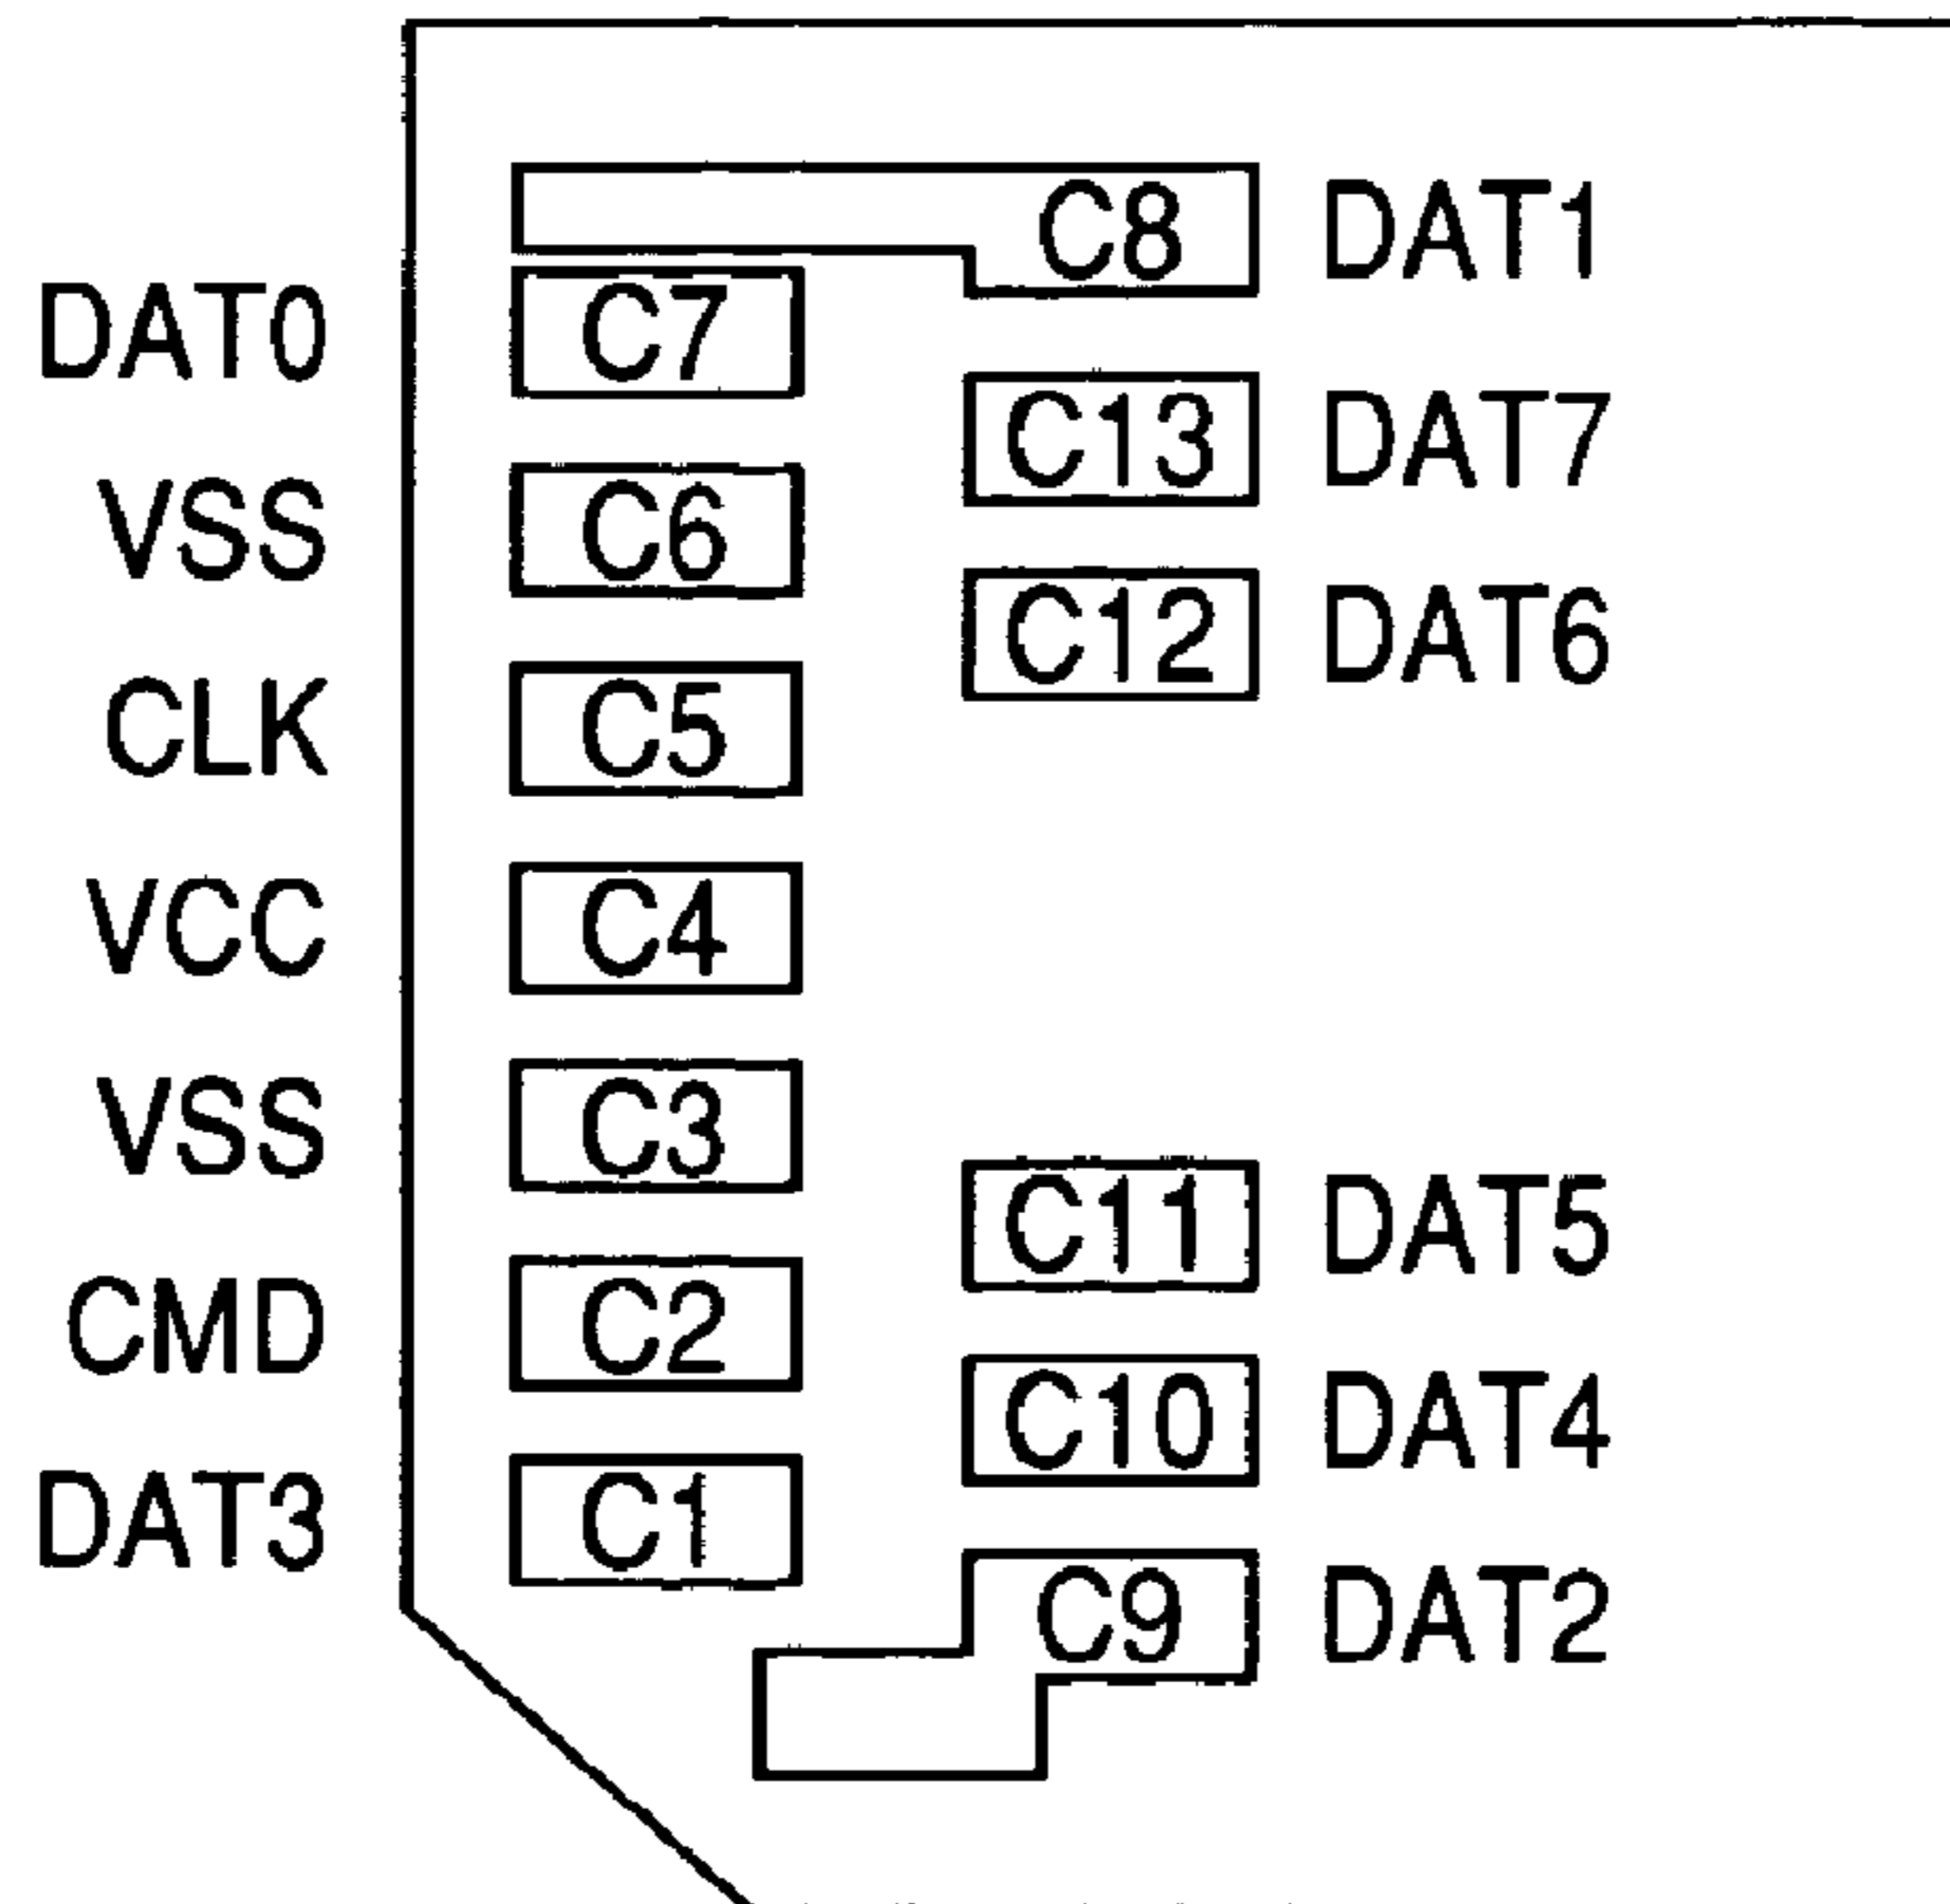 C8 DAT1
DAT0 C7
C13 DAT7
VSS C6
C12 DAT6
CLK C5
VCC C4
VSS C3
C11 DAT5
CMD C2
C10 DAT4
DAT3 C1
C9 DAT2